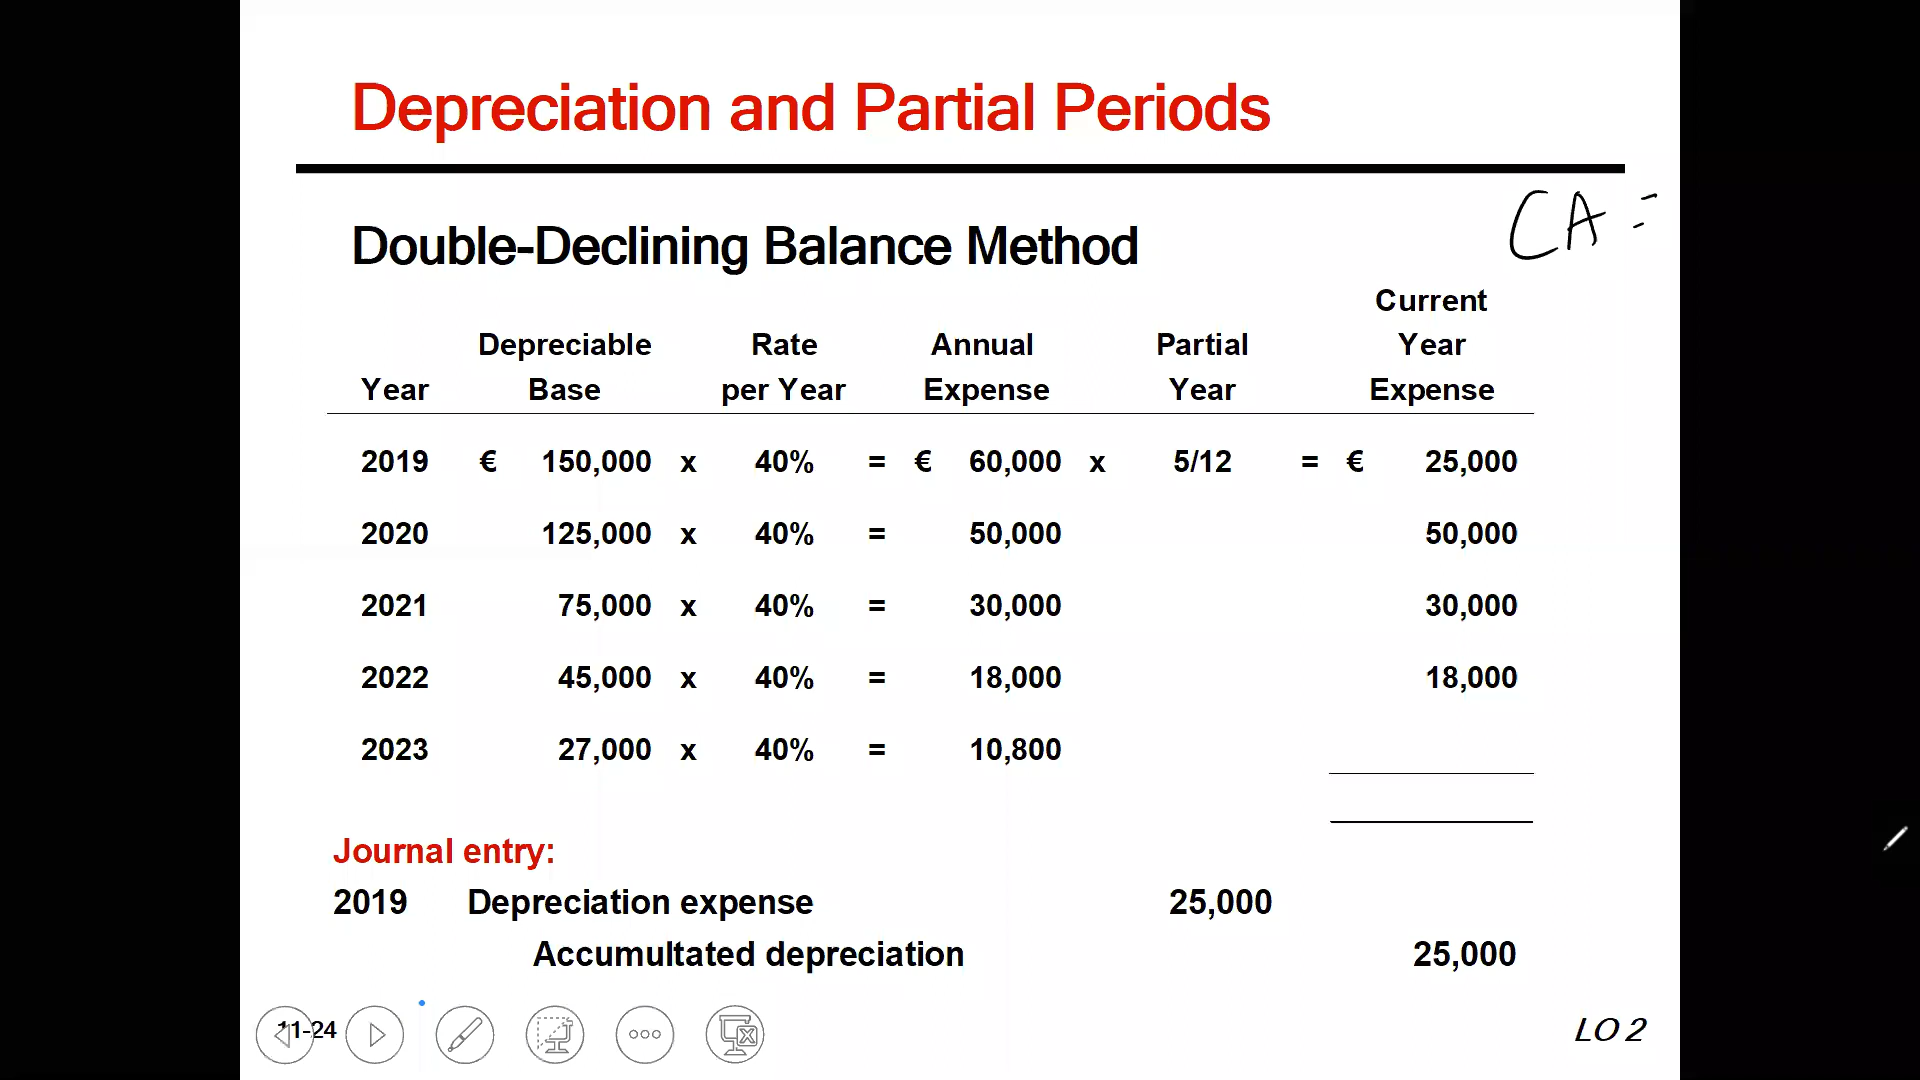 Depreciation and Partial Periods
CA =
Double-Declining Balance Method
Current
Depreciable Rate Annual Partial Year
Year Base per Year Expense Year Expense
2019 € 150,000 x 40% = € 60,000 x 5/12 = € 25,000
2020 125,000 x 40% = 50,000 50,000
2021 75,000 x 40% = 30,000 30,000
2022 45,000 x 40% = 18,000 18,000
2023 27,000 x 40% = 10,800
Journal entry:
2019 Depreciation expense 25,000
Accumultated depreciation 25,000
11-24 LO 2